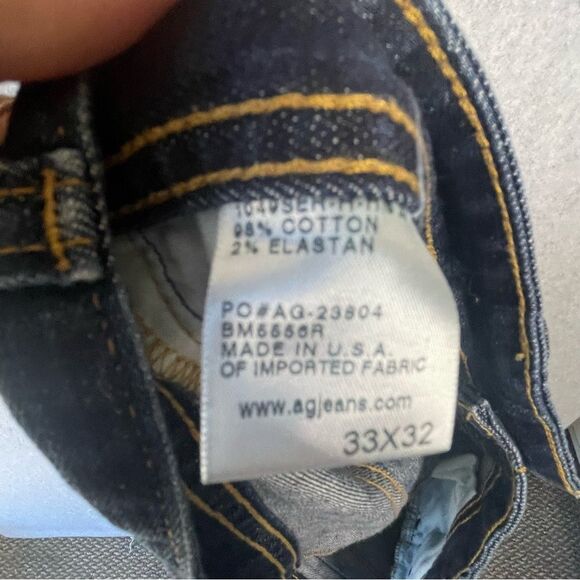 98% COTTON
2% ELASTAN
PO#AG-23804
BM5556R
MADE IN U.S.A.
OF IMPORTED FABRIC
www.agjeans.com
33X32